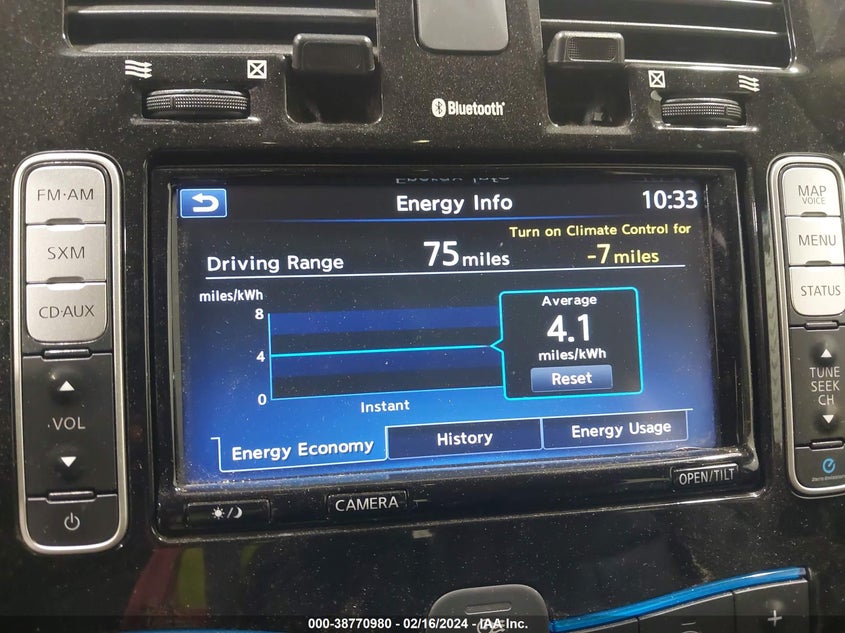 Bluetooth
FM·AM
SXM
CD·AUX
VOL
MAP
VOICE
MENU
STATUS
TUNE
SEEK
CH
Energy Info
10:33
Turn on Climate Control for
Driving Range
75 miles
-7 miles
miles/kWh
8
4
0
Instant
Average
4.1
miles/kWh
Reset
Energy Economy
History
Energy Usage
CAMERA
OPEN/TILT
000-38770980 - 02/16/2024 - IAA Inc.